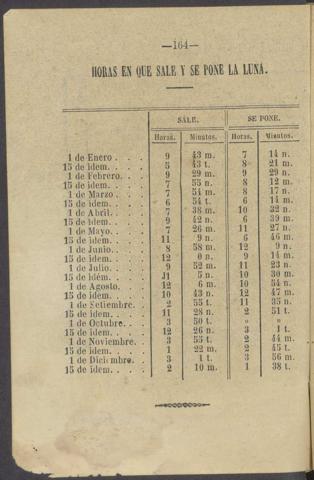 —164—
HORAS EN QUE SALE Y SE PONE LA LUNA.
SALE. SE PONE.
Horas. Minutos. Horas. Minutos.
1 de Enero . . . 9 43 m. 7 14 n.
15 de idem. . . . 5 43 t. 8 21 m.
1 de Febrero. . . 9 29 m. 9 29 n.
15 de idem. . . . 7 55 n. 8 12 m.
1 de Marzo . . . 7 54 m. 8 17 n.
15 de idem. . . . 6 54 t. 6 14 m.
1 de Abril. . . . 7 38 m. 10 32 n.
15 de idem. . . . 9 42 n. 6 39 m.
1 de Mayo. . . . 7 26 m. 11 27 n.
15 de idem. . . . 11 9 n. 6 46 m.
1 de Junio. . . . 8 58 m. 12 9 n.
15 de idem. . . . 12 0 n. 9 14 m.
1 de Julio. . . . 9 52 m. 11 23 n.
15 de idém. . . . 11 5 n. 10 30 m.
1 de Agosto. . . 12 6 m. 10 54 n.
15 de idem. . . . 10 43 n. 12 47 m.
1 de Setiembre. . 2 55 t. 11 35 n.
15 de idem. . . . 11 28 n. 2 51 t.
1 de Octubre. . . 3 50 t. » »
15 de idem. . . . 12 26 n. 3 1 t.
1 de Noviembre. . 3 55 t. 2 44 m.
15 de idem. . . . 1 22 m. 2 45 t.
1 de Diciembre. . 3 1 t. 3 56 m.
15 de idem. . . . 2 10 m. 1 38 t.